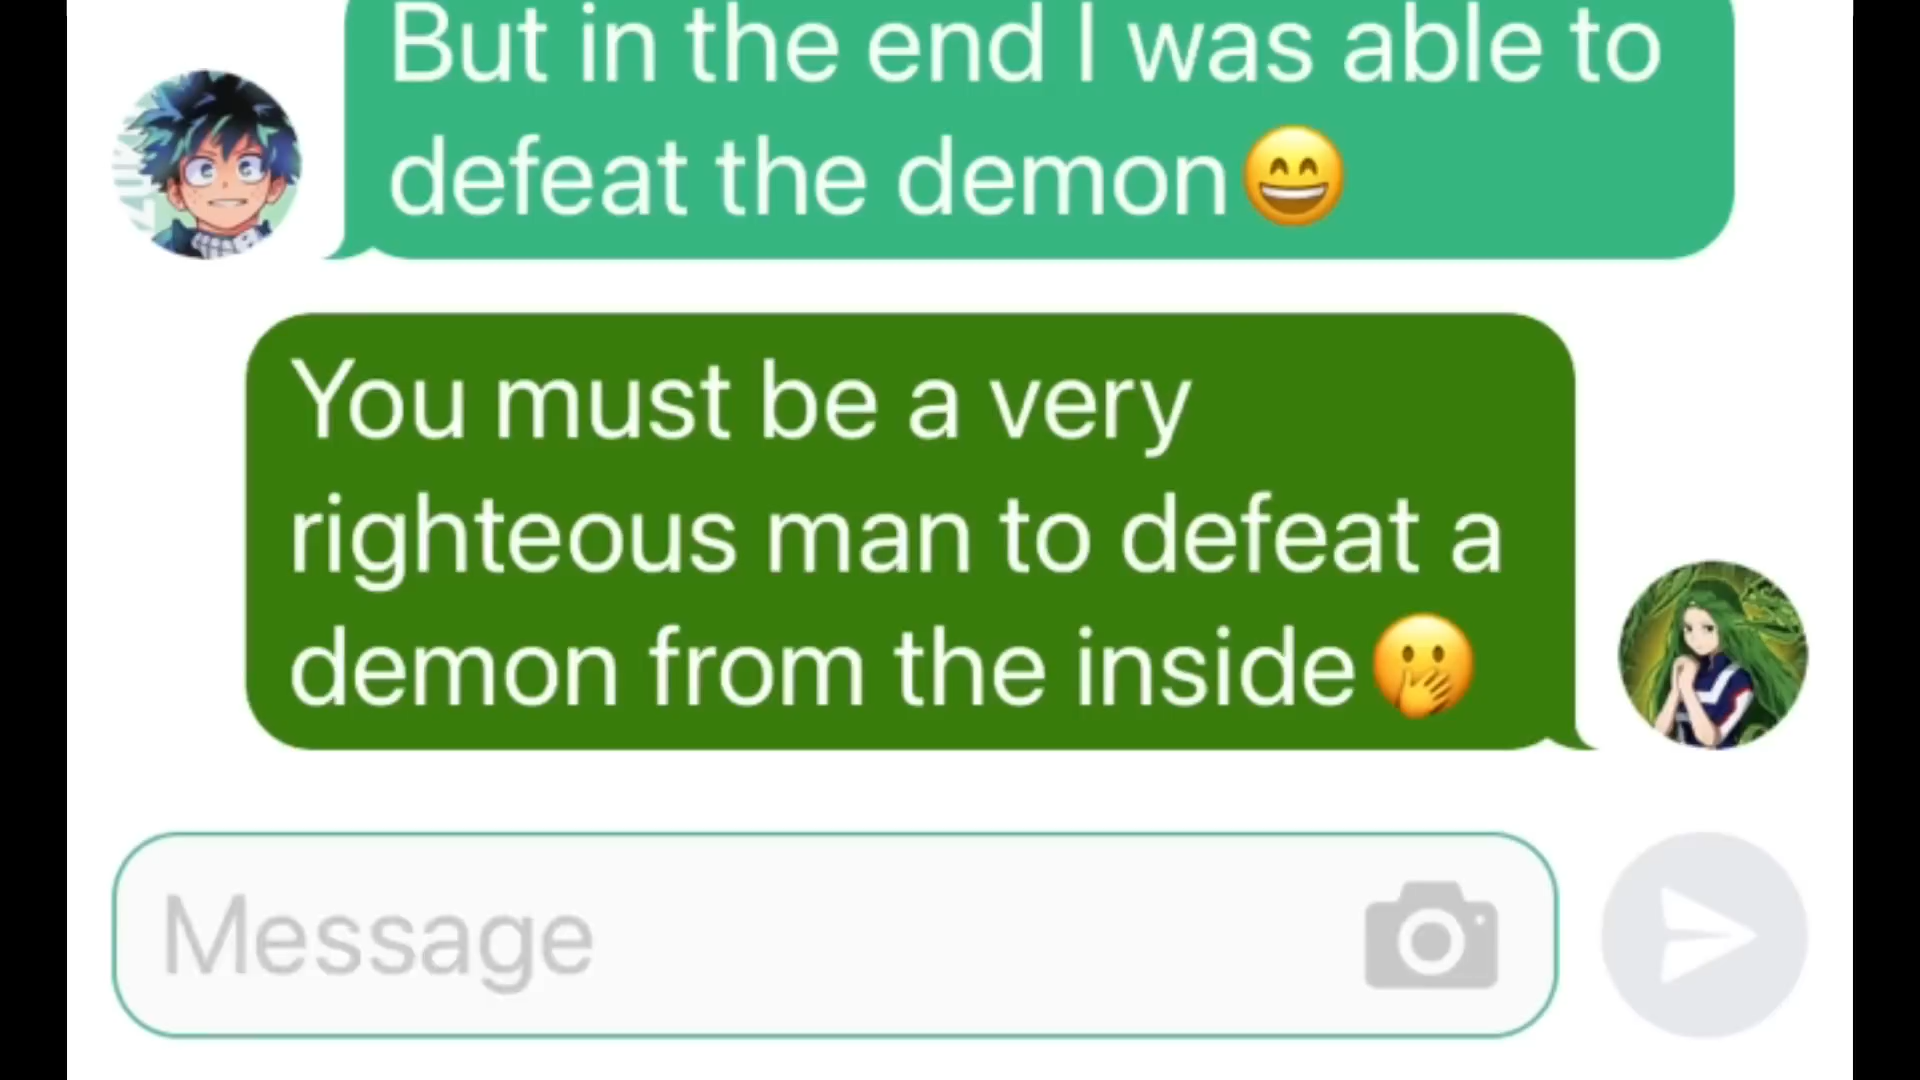 But in the end I was able to
defeat the demon😄
You must be a very
righteous man to defeat a
demon from the inside🤭
Message